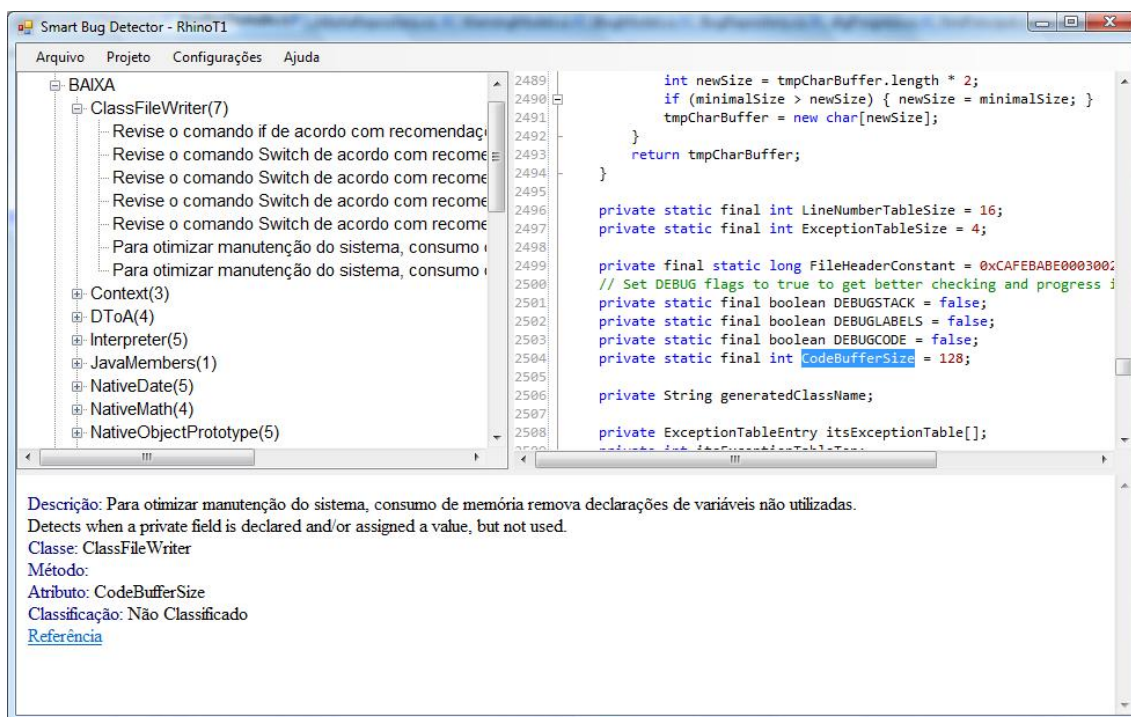 Smart Bug Detector - RhinoT1
Arquivo Projeto Configurações Ajuda
BAIXA
ClassFileWriter(7)
Revise o comando if de acordo com recomendaç
Revise o comando Switch de acordo com recome
Revise o comando Switch de acordo com recome
Revise o comando Switch de acordo com recome
Revise o comando Switch de acordo com recome
Para otimizar manutenção do sistema, consumo
Para otimizar manutenção do sistema, consumo
Context(3)
DToA(4)
Interpreter(5)
JavaMembers(1)
NativeDate(5)
NativeMath(4)
NativeObjectPrototype(5)
2489 int newSize = tmpCharBuffer.length * 2;
2490 if (minimalSize > newSize) { newSize = minimalSize; }
2491 tmpCharBuffer = new char[newSize];
2492 }
2493 return tmpCharBuffer;
2494 }
2495
2496 private static final int LineNumberTableSize = 16;
2497 private static final int ExceptionTableSize = 4;
2498
2499 private final static long FileHeaderConstant = 0xCAFEBABE0003002
2500 // Set DEBUG flags to true to get better checking and progress i
2501 private static final boolean DEBUGSTACK = false;
2502 private static final boolean DEBUGLABELS = false;
2503 private static final boolean DEBUGCODE = false;
2504 private static final int CodeBufferSize = 128;
2505
2506 private String generatedClassName;
2507
2508 private ExceptionTableEntry itsExceptionTable[];
Descrição: Para otimizar manutenção do sistema, consumo de memória remova declarações de variáveis não utilizadas.
Detects when a private field is declared and/or assigned a value, but not used.
Classe: ClassFileWriter
Método:
Atributo: CodeBufferSize
Classificação: Não Classificado
Referência